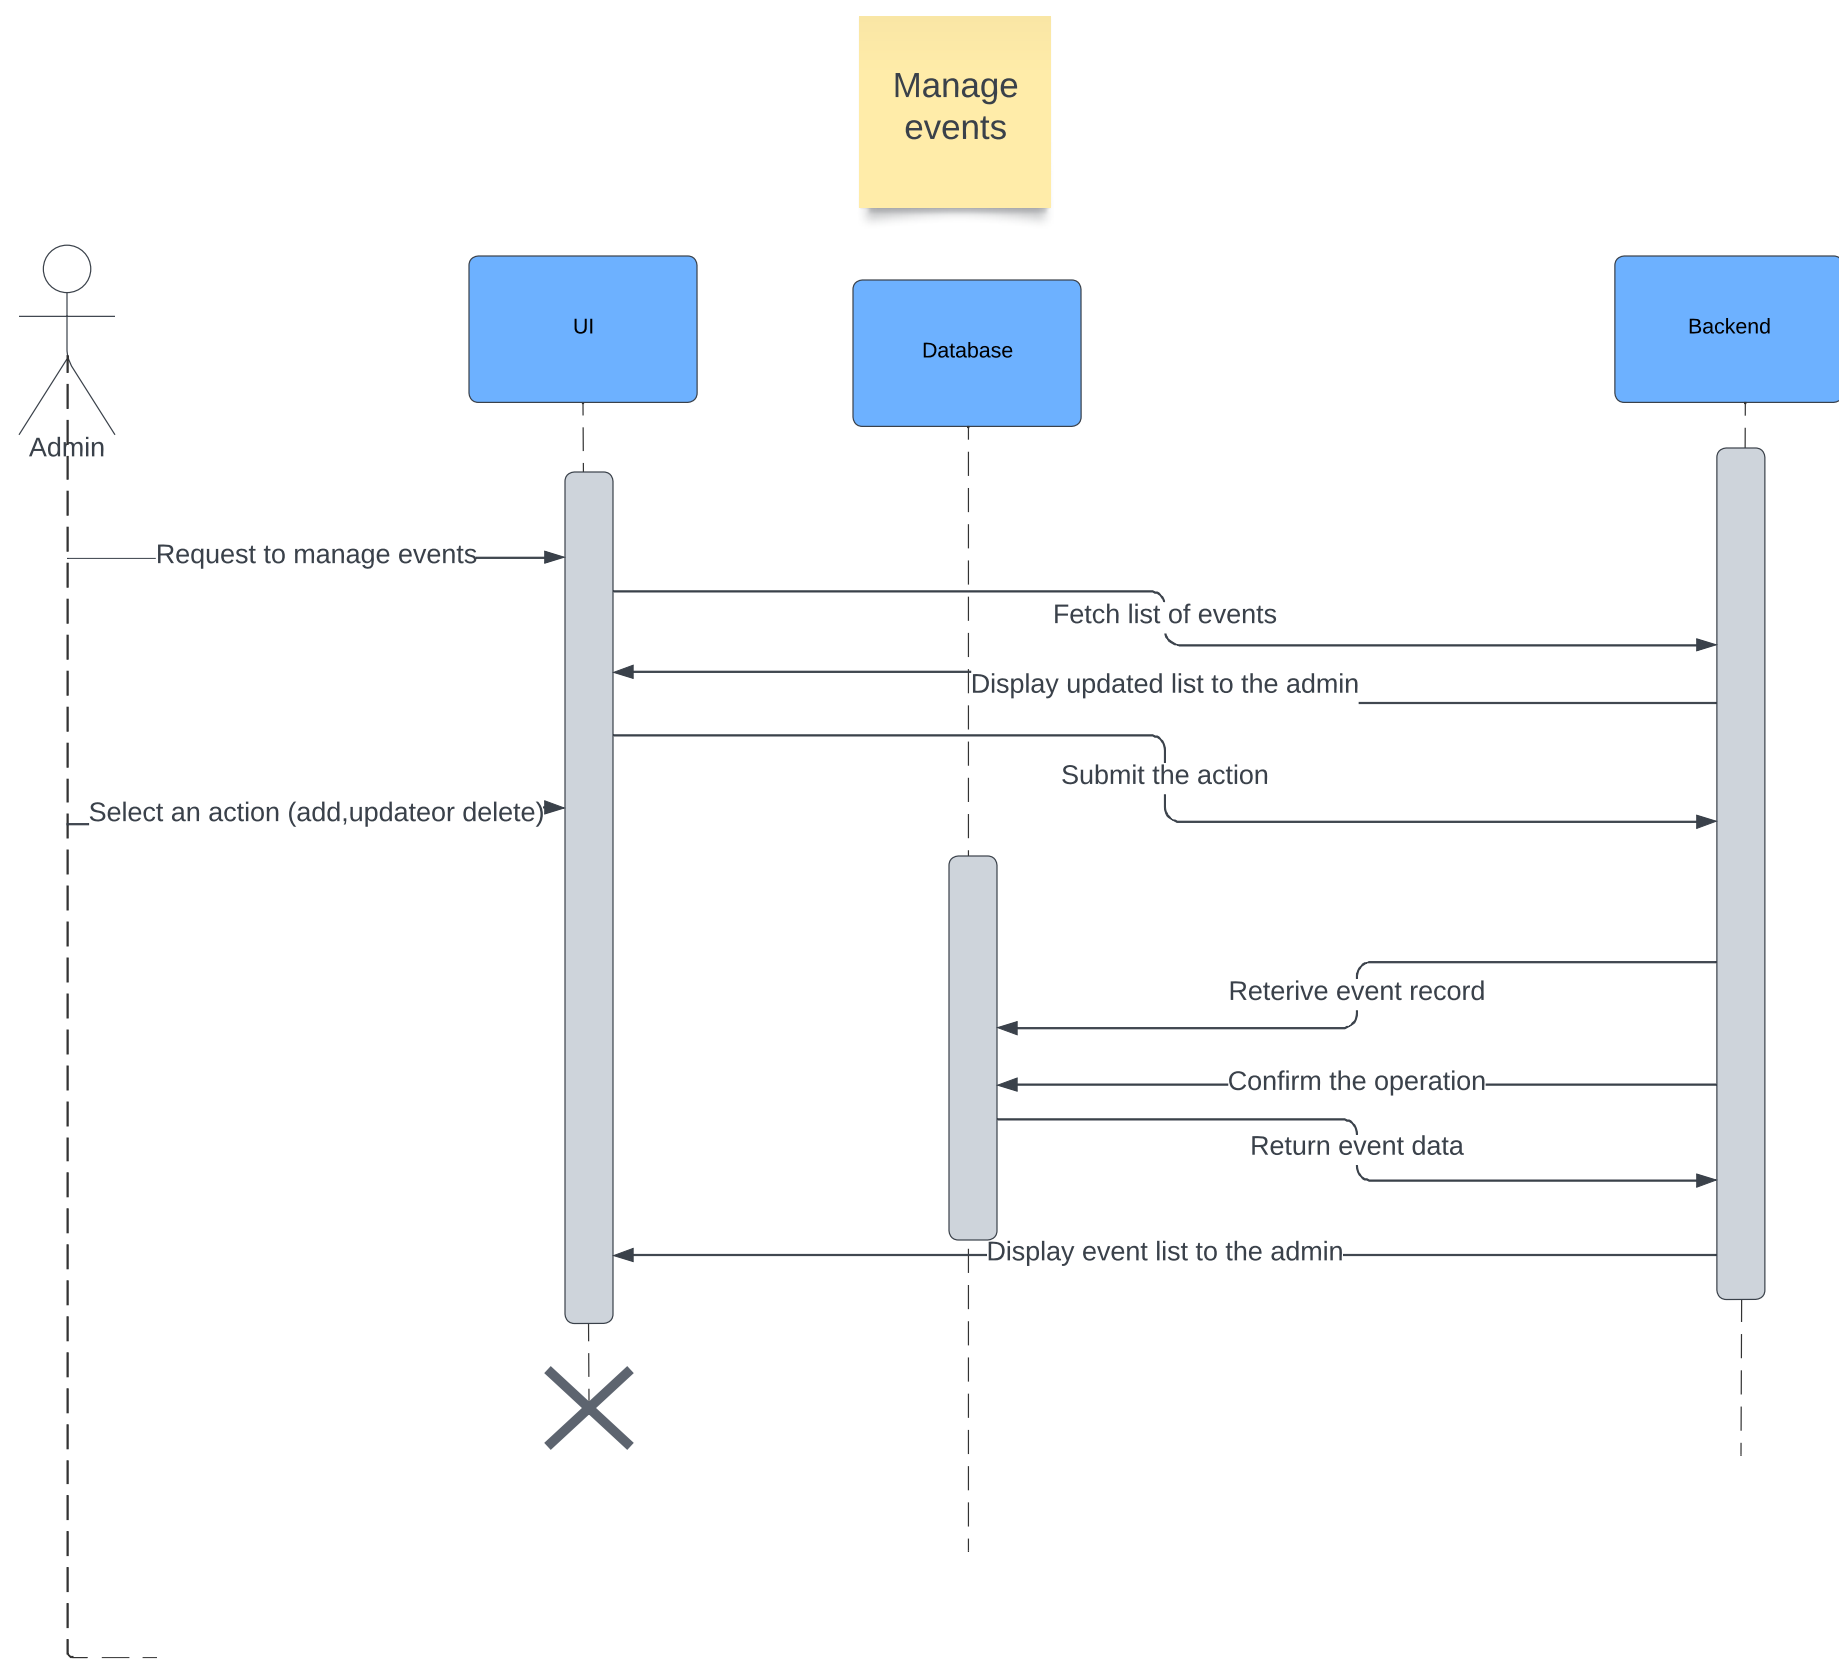 Manage
events
UI
Database
Backend
Admin
Request to manage events
Fetch list of events
Display updated list to the admin
Submit the action
Select an action (add,updateor delete)
Reterive event record
Confirm the operation
Return event data
Display event list to the admin